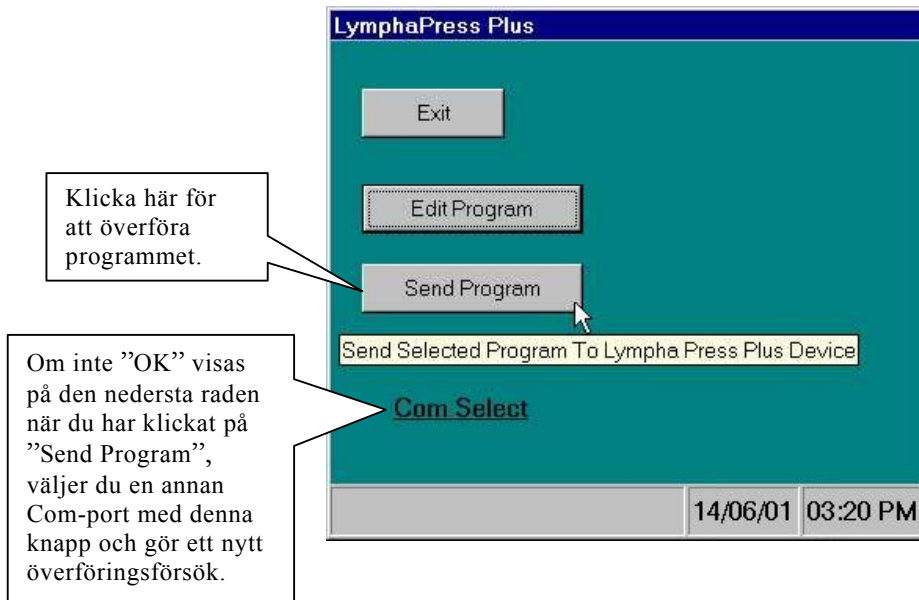 LymphaPress Plus
Exit
Edit Program
Klicka här för
att överföra
programmet.
Send Program
Send Selected Program To Lympha Press Plus Device
Om inte ”OK” visas
på den nedersta raden
när du har klickat på
”Send Program”,
väljer du en annan
Com-port med denna
knapp och gör ett nytt
överföringsförsök.
Com Select
14/06/01 03:20 PM